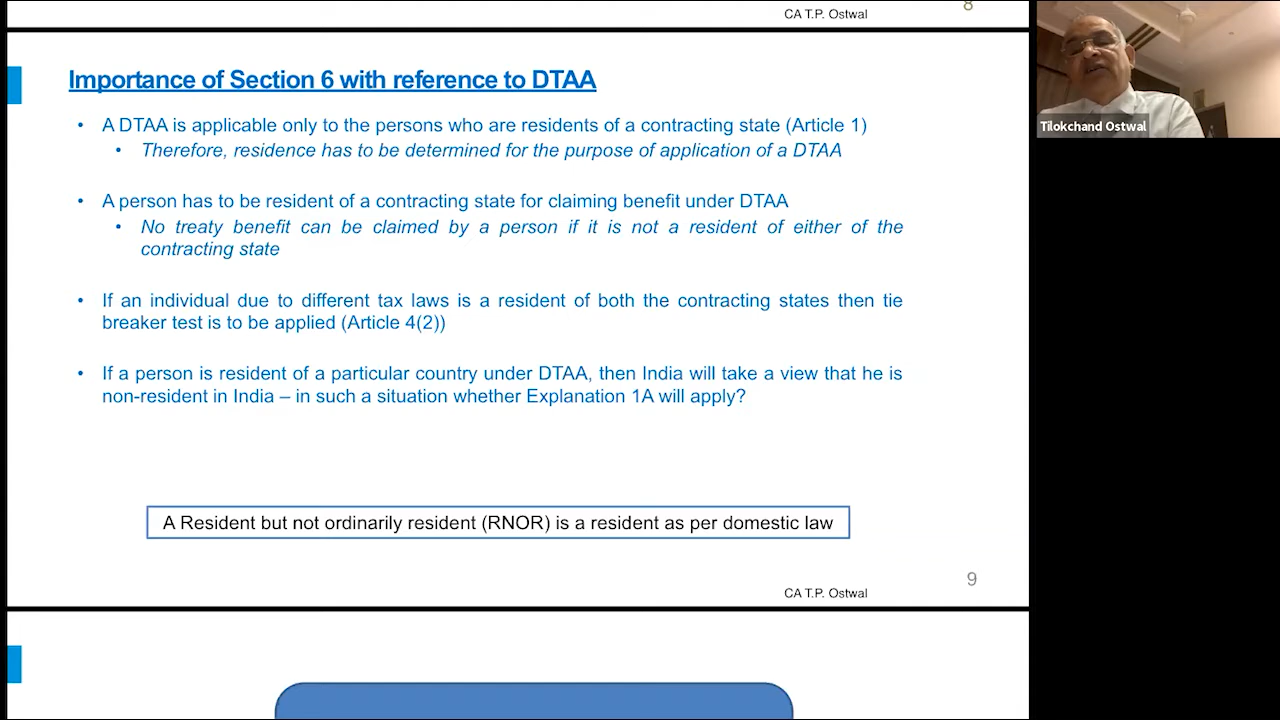 8
CA T.P. Ostwal
Importance of Section 6 with reference to DTAA
• A DTAA is applicable only to the persons who are residents of a contracting state (Article 1)
• Therefore, residence has to be determined for the purpose of application of a DTAA
• A person has to be resident of a contracting state for claiming benefit under DTAA
• No treaty benefit can be claimed by a person if it is not a resident of either of the
contracting state
• If an individual due to different tax laws is a resident of both the contracting states then tie
breaker test is to be applied (Article 4(2))
• If a person is resident of a particular country under DTAA, then India will take a view that he is
non-resident in India – in such a situation whether Explanation 1A will apply?
A Resident but not ordinarily resident (RNOR) is a resident as per domestic law
9
CA T.P. Ostwal
Tilokchand Ostwal